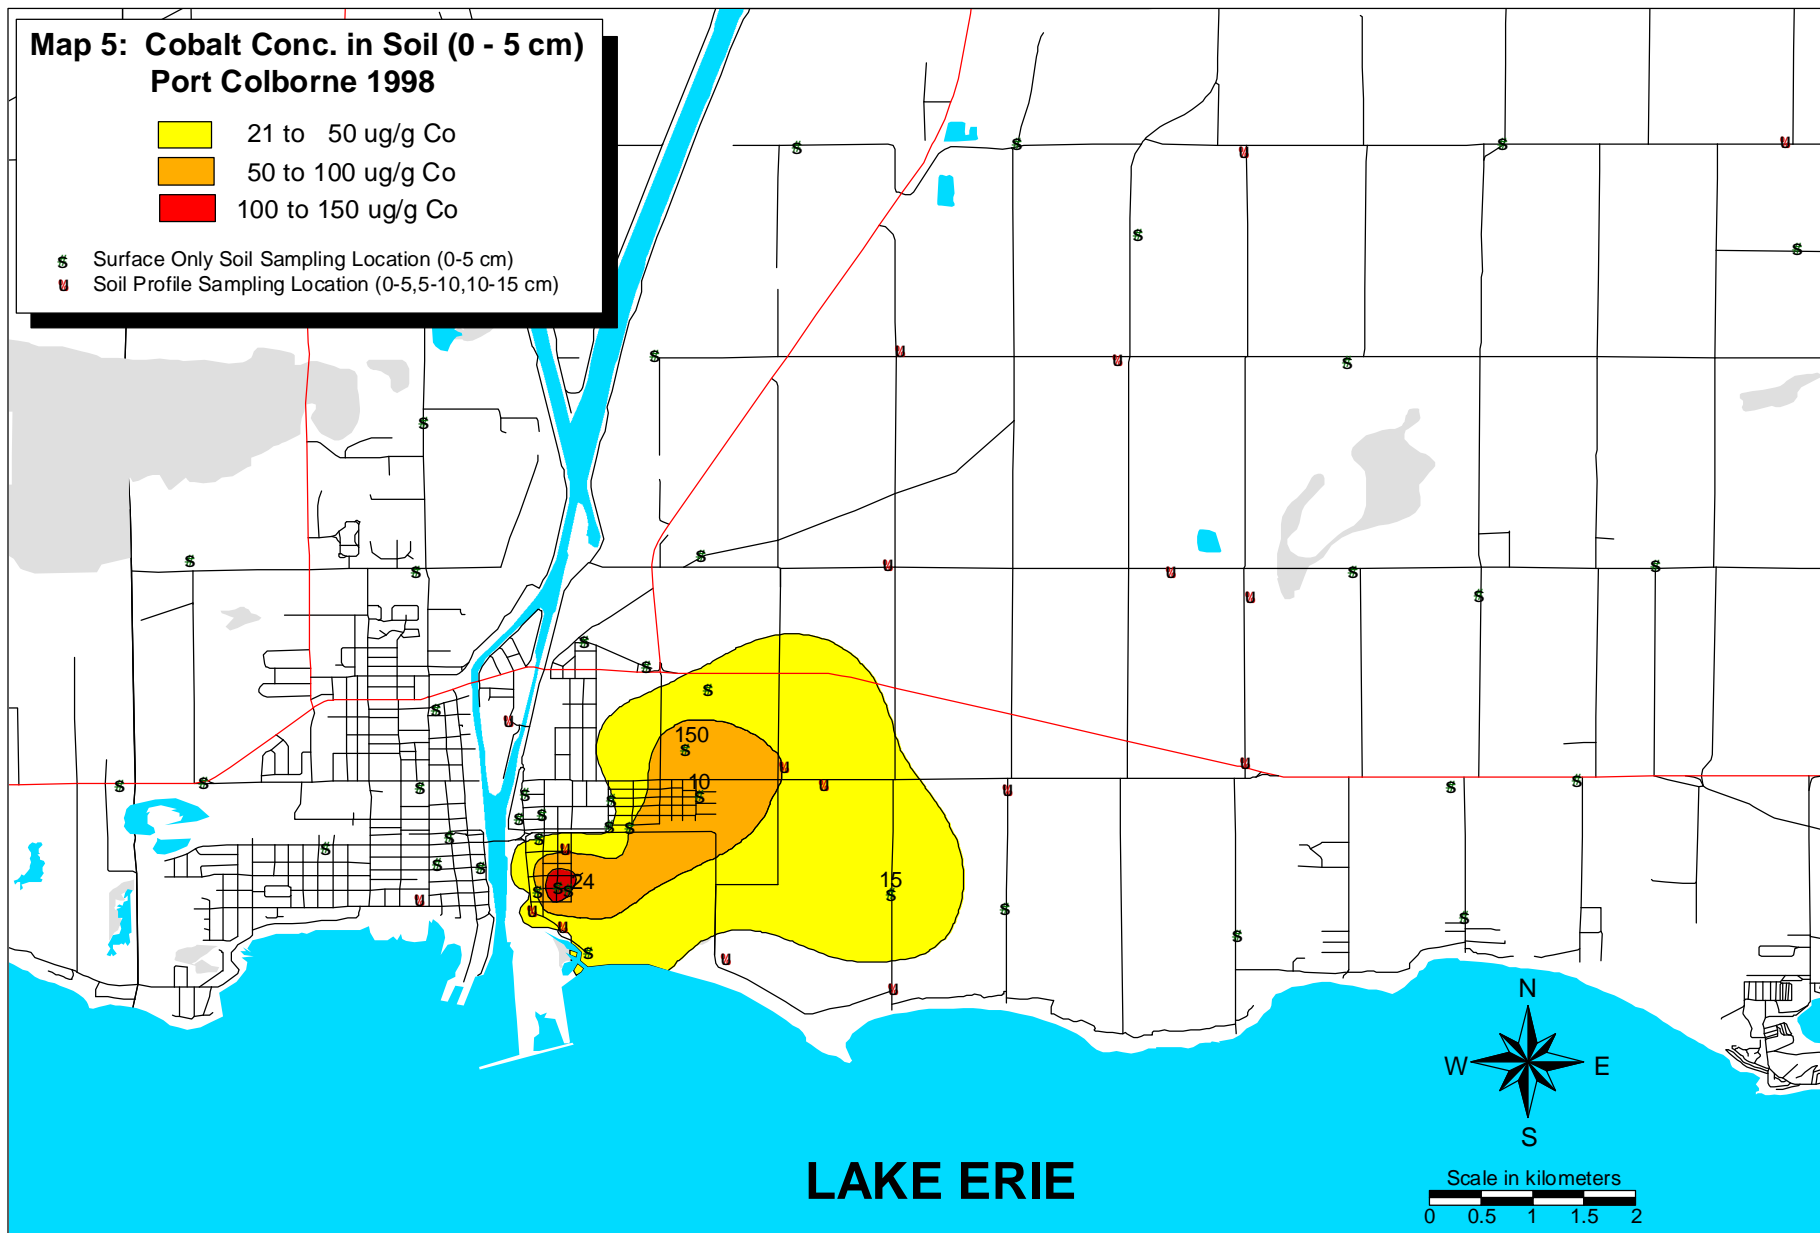 Map 5: Cobalt Conc. in Soil (0 - 5 cm)
Port Colborne 1998
21 to 50 ug/g Co
50 to 100 ug/g Co
100 to 150 ug/g Co
$ Surface Only Soil Sampling Location (0-5 cm)
Soil Profile Sampling Location (0-5,5-10,10-15 cm)
150
10
24
15
N
W E
S
LAKE ERIE
Scale in kilometers
0 0.5 1 1.5 2